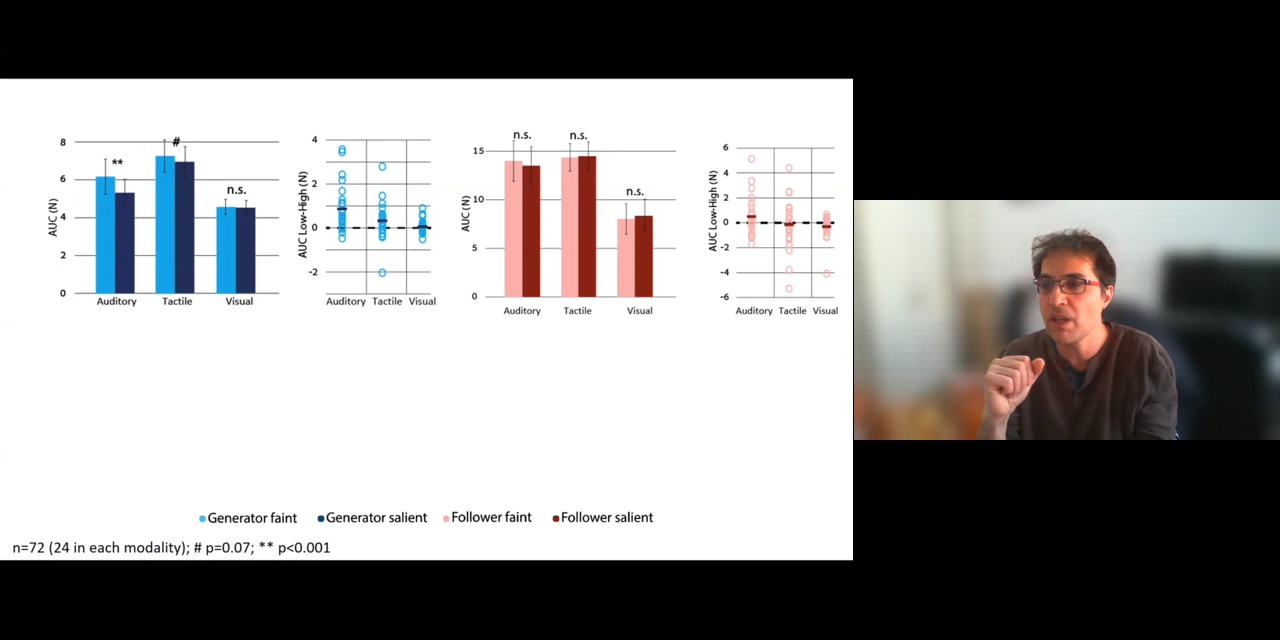 8
6
4
2
0
AUC (N)
**
#
n.s.
Auditory Tactile Visual
4
2
0
-2
AUC Low-High (N)
Auditory Tactile Visual
15
10
5
0
AUC (N)
n.s. n.s.
n.s.
Auditory Tactile Visual
6
4
2
0
-2
-4
-6
AUC Low-High (N)
Auditory Tactile Visual
Generator faint Generator salient Follower faint Follower salient
n=72 (24 in each modality); # p=0.07; ** p<0.001